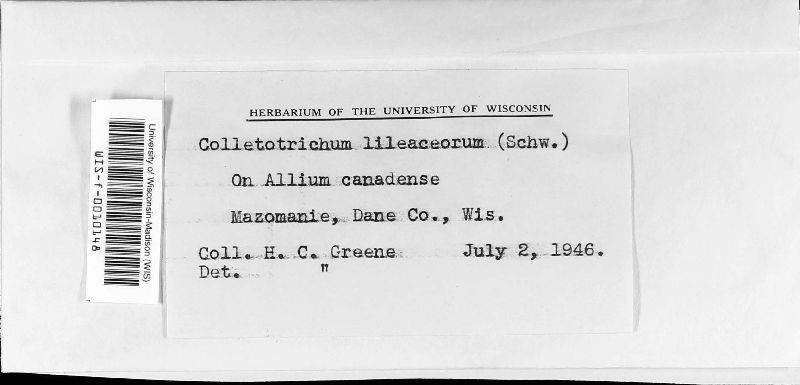 HERBARIUM OF THE UNIVERSITY OF WISCONSIN
Colletotrichum lileaceorum (Schw.)
On Allium canadense
Mazomanie, Dane Co., Wis.
Coll. H. C. Greene July 2, 1946.
Det. "
University of Wisconsin-Madison (WIS)
WIS-f-0010148